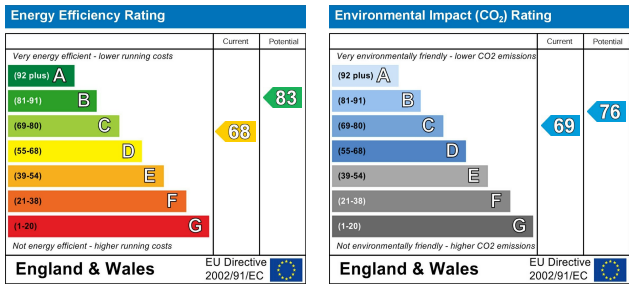 Energy Efficiency Rating
Current Potential
Very energy efficient - lower running costs
(92 plus) A
(81-91) B
(69-80) C
(55-68) D
(39-54) E
(21-38) F
(1-20) G
83
68
Not energy efficient - higher running costs
England & Wales
EU Directive
2002/91/EC
Environmental Impact (CO₂) Rating
Current Potential
Very environmentally friendly - lower CO2 emissions
(92 plus) A
(81-91) B
(69-80) C
(55-68) D
(39-54) E
(21-38) F
(1-20) G
76
69
Not environmentally friendly - higher CO2 emissions
England & Wales
EU Directive
2002/91/EC